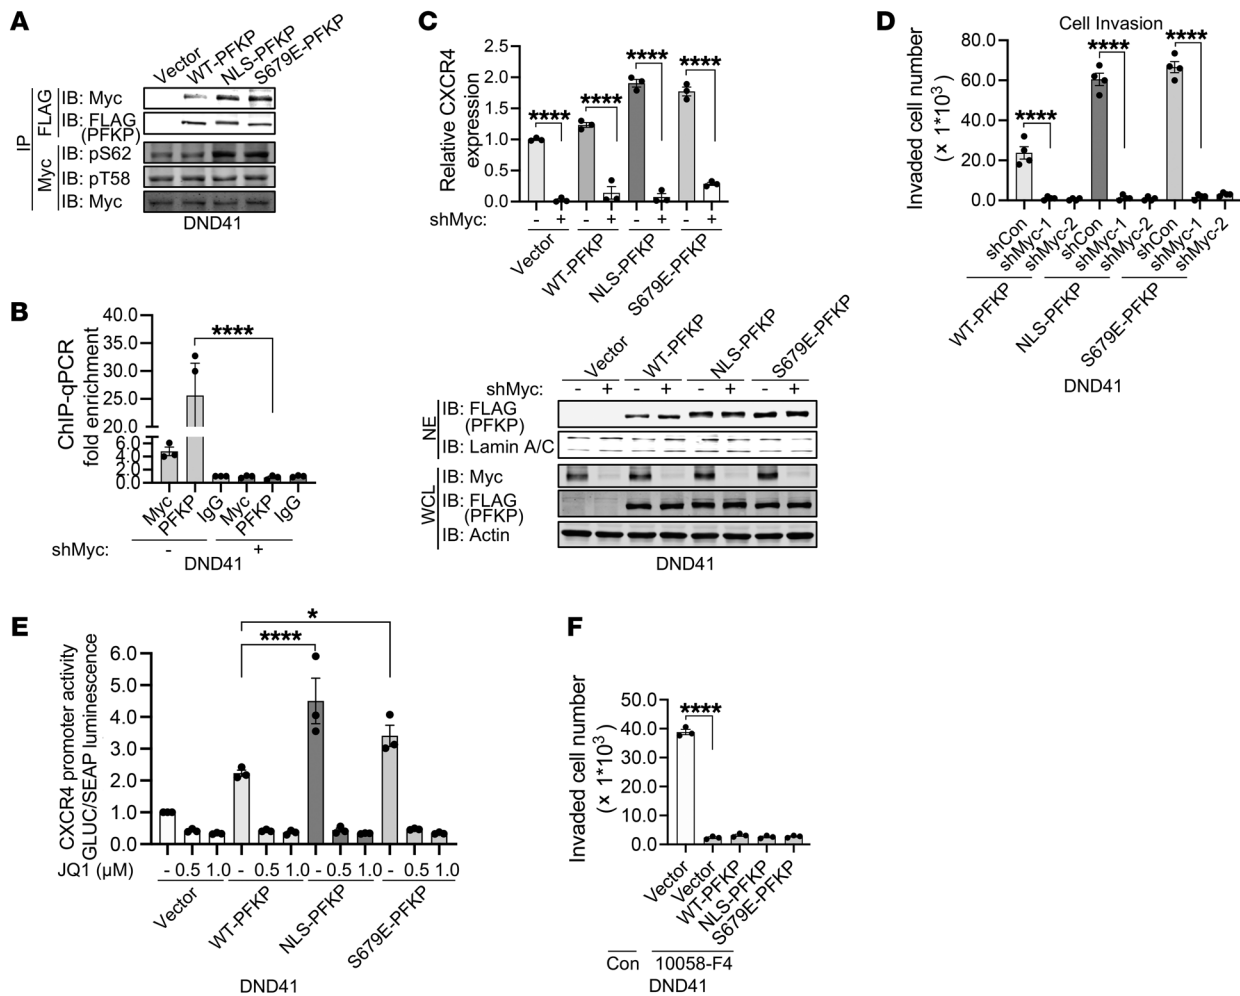 A
Vector
WT-PFKP
NLS-PFKP
S679E-PFKP
IP
FLAG
IB: Myc
IB: FLAG
(PFKP)
Myc
IB: pS62
IB: pT58
IB: Myc
DND41
B
ChIP-qPCR
fold enrichment
40.0
35.0
30.0
25.0
20.0
6.0
4.0
2.0
0.0
****
Myc
PFKP
IgG
Myc
PFKP
IgG
shMyc: - +
DND41
C
Relative CXCR4
expression
2.5
2.0
1.5
1.0
0.5
0.0
**** **** **** ****
shMyc: - + - + - + - +
Vector
WT-PFKP
NLS-PFKP
S679E-PFKP
Vector
WT-PFKP
NLS-PFKP
S679E-PFKP
shMyc: - + - + - + - +
NE
IB: FLAG
(PFKP)
IB: Lamin A/C
WCL
IB: Myc
IB: FLAG
(PFKP)
IB: Actin
DND41
D
Cell Invasion
Invaded cell number
(x 1*10³)
80.0
60.0
40.0
20.0
0.0
**** **** ****
shCon
shMyc-1
shMyc-2
shCon
shMyc-1
shMyc-2
shCon
shMyc-1
shMyc-2
WT-PFKP
NLS-PFKP
S679E-PFKP
DND41
E
CXCR4 promoter activity
GLUC/SEAP luminescence
6.0
5.0
4.0
3.0
2.0
1.0
0.0
*
****
JQ1 (µM) - 0.5 1.0 - 0.5 1.0 - 0.5 1.0 - 0.5 1.0
Vector
WT-PFKP
NLS-PFKP
S679E-PFKP
DND41
F
Invaded cell number
(x 1*10³)
50.0
40.0
30.0
20.0
10.0
0.0
****
Vector
Vector
WT-PFKP
NLS-PFKP
S679E-PFKP
Con 10058-F4
DND41